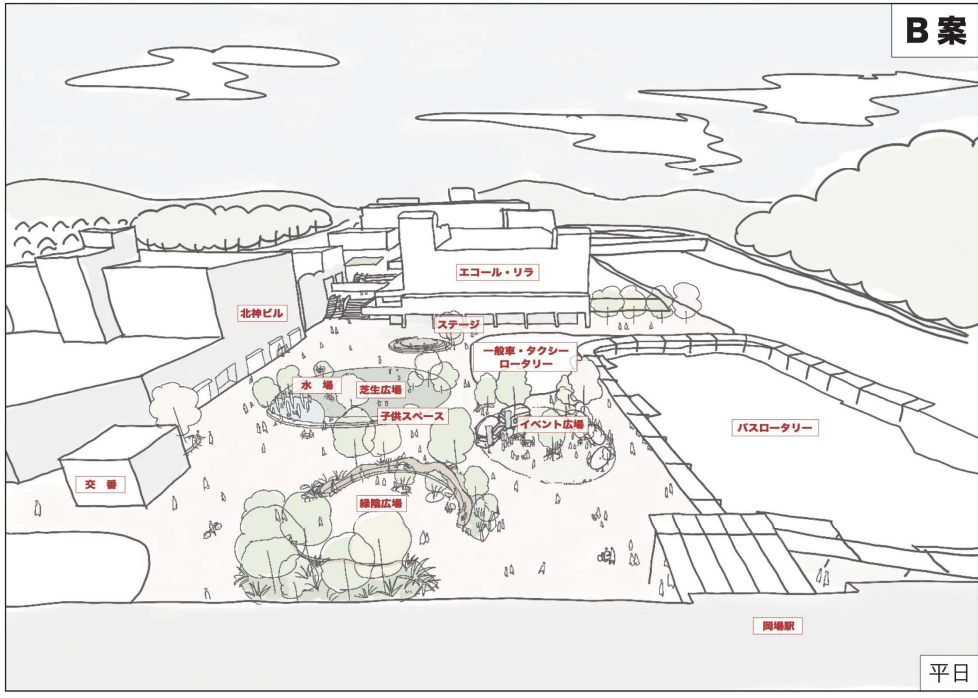 B案
エコール・リラ
北神ビル
ステージ
一般車・タクシー
ロータリー
水 場
芝生広場
子供スペース
イベント広場
バスロータリー
交 番
緑陰広場
岡場駅
平日